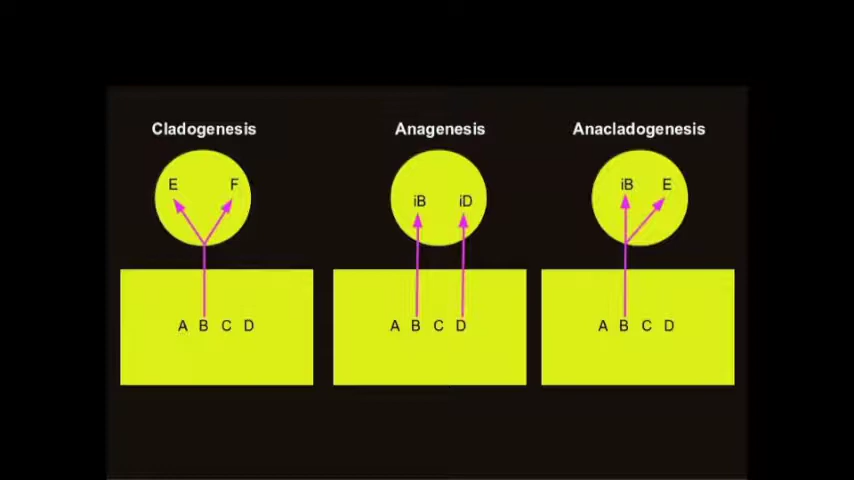 Cladogenesis Anagenesis Anacladogenesis
E F iB iD iB E
A B C D A B C D A B C D